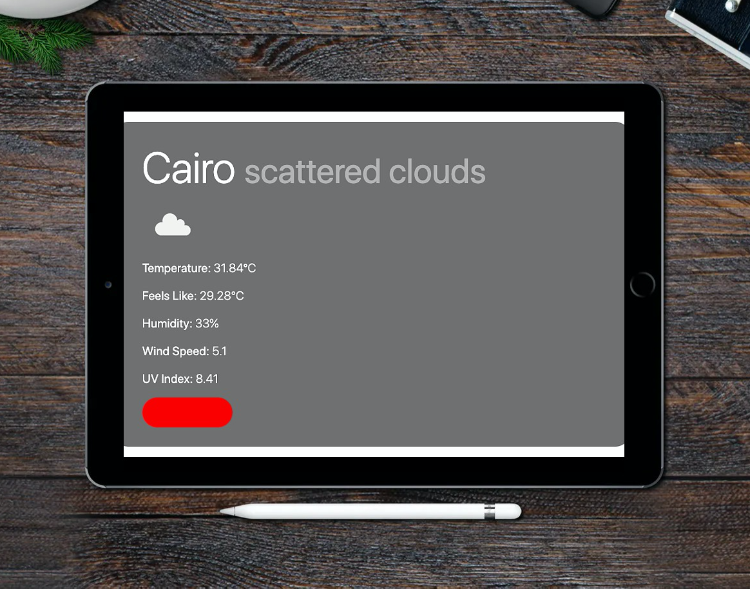 Cairo scattered clouds
Temperature: 31.84°C
Feels Like: 29.28°C
Humidity: 33%
Wind Speed: 5.1
UV Index: 8.41